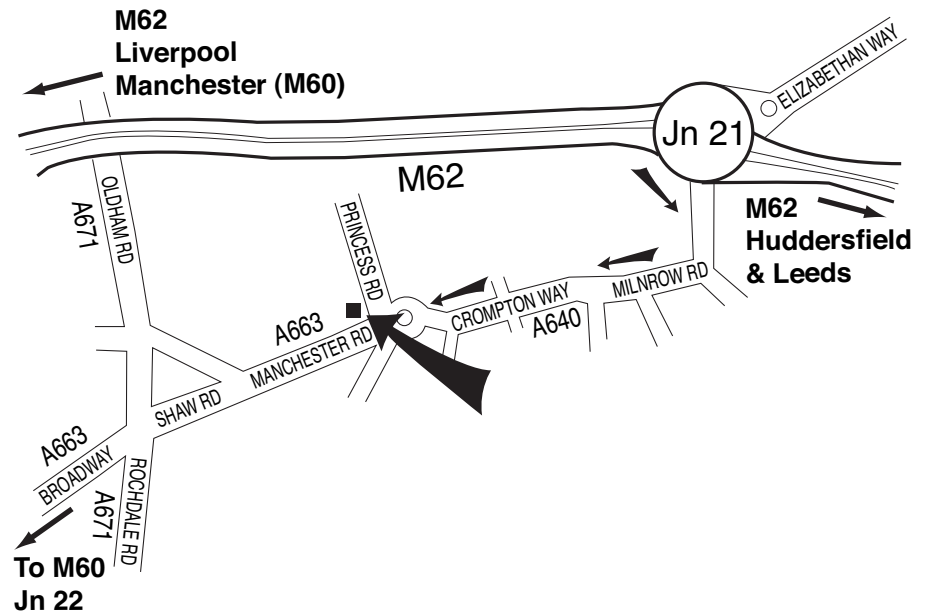 M62
Liverpool
Manchester (M60)
ELIZABETHAN WAY
Jn 21
M62
OLDHAM RD
A671
PRINCESS RD
M62
Huddersfield
& Leeds
MILNROW RD
CROMPTON WAY
A640
A663
MANCHESTER RD
SHAW RD
A663
BROADWAY
A671
ROCHDALE RD
To M60
Jn 22